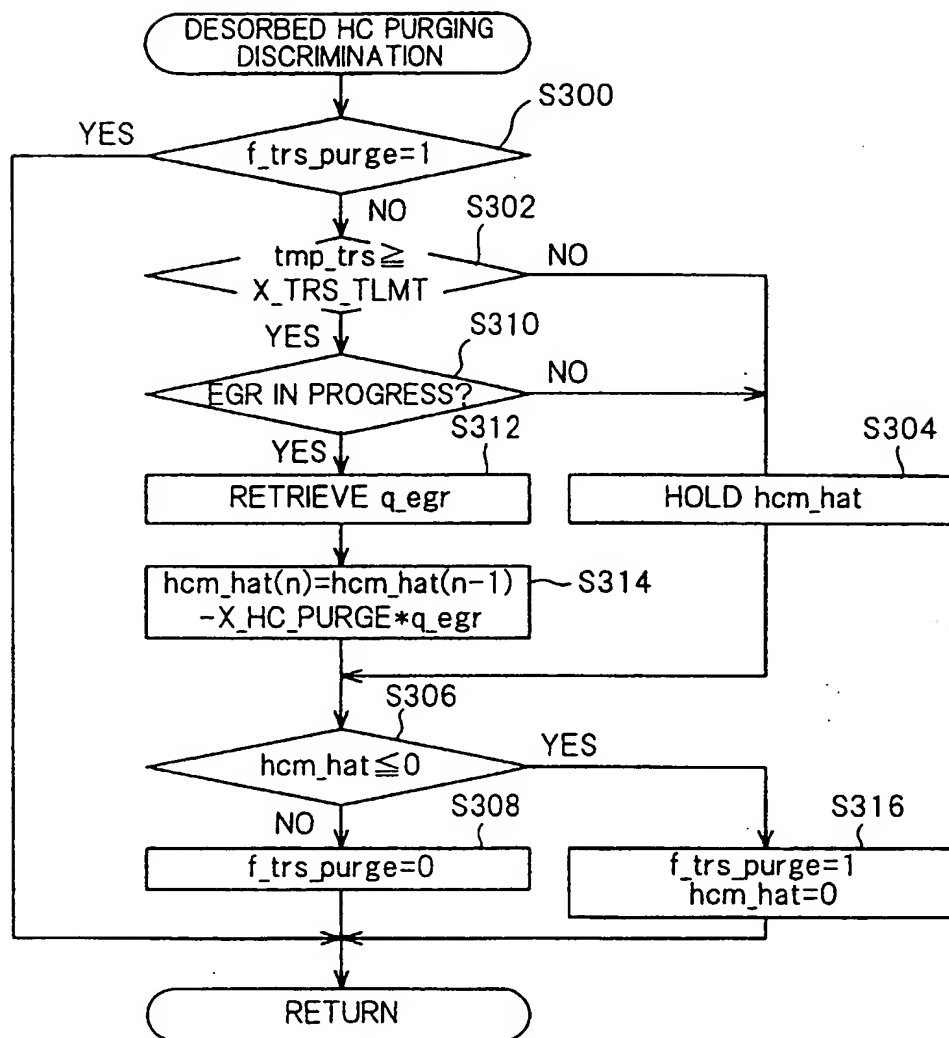 DESORBED HC PURGING
DISCRIMINATION
S300
YES
f_trs_purge=1
NO
S302
tmp_trs≧
X_TRS_TLMT
NO
YES
S310
EGR IN PROGRESS?
NO
YES
S312
S304
RETRIEVE q_egr
HOLD hcm_hat
hcm_hat(n)=hcm_hat(n-1)
-X_HC_PURGE*q_egr
S314
S306
hcm_hat≦0
YES
NO
S308
S316
f_trs_purge=0
f_trs_purge=1
hcm_hat=0
RETURN